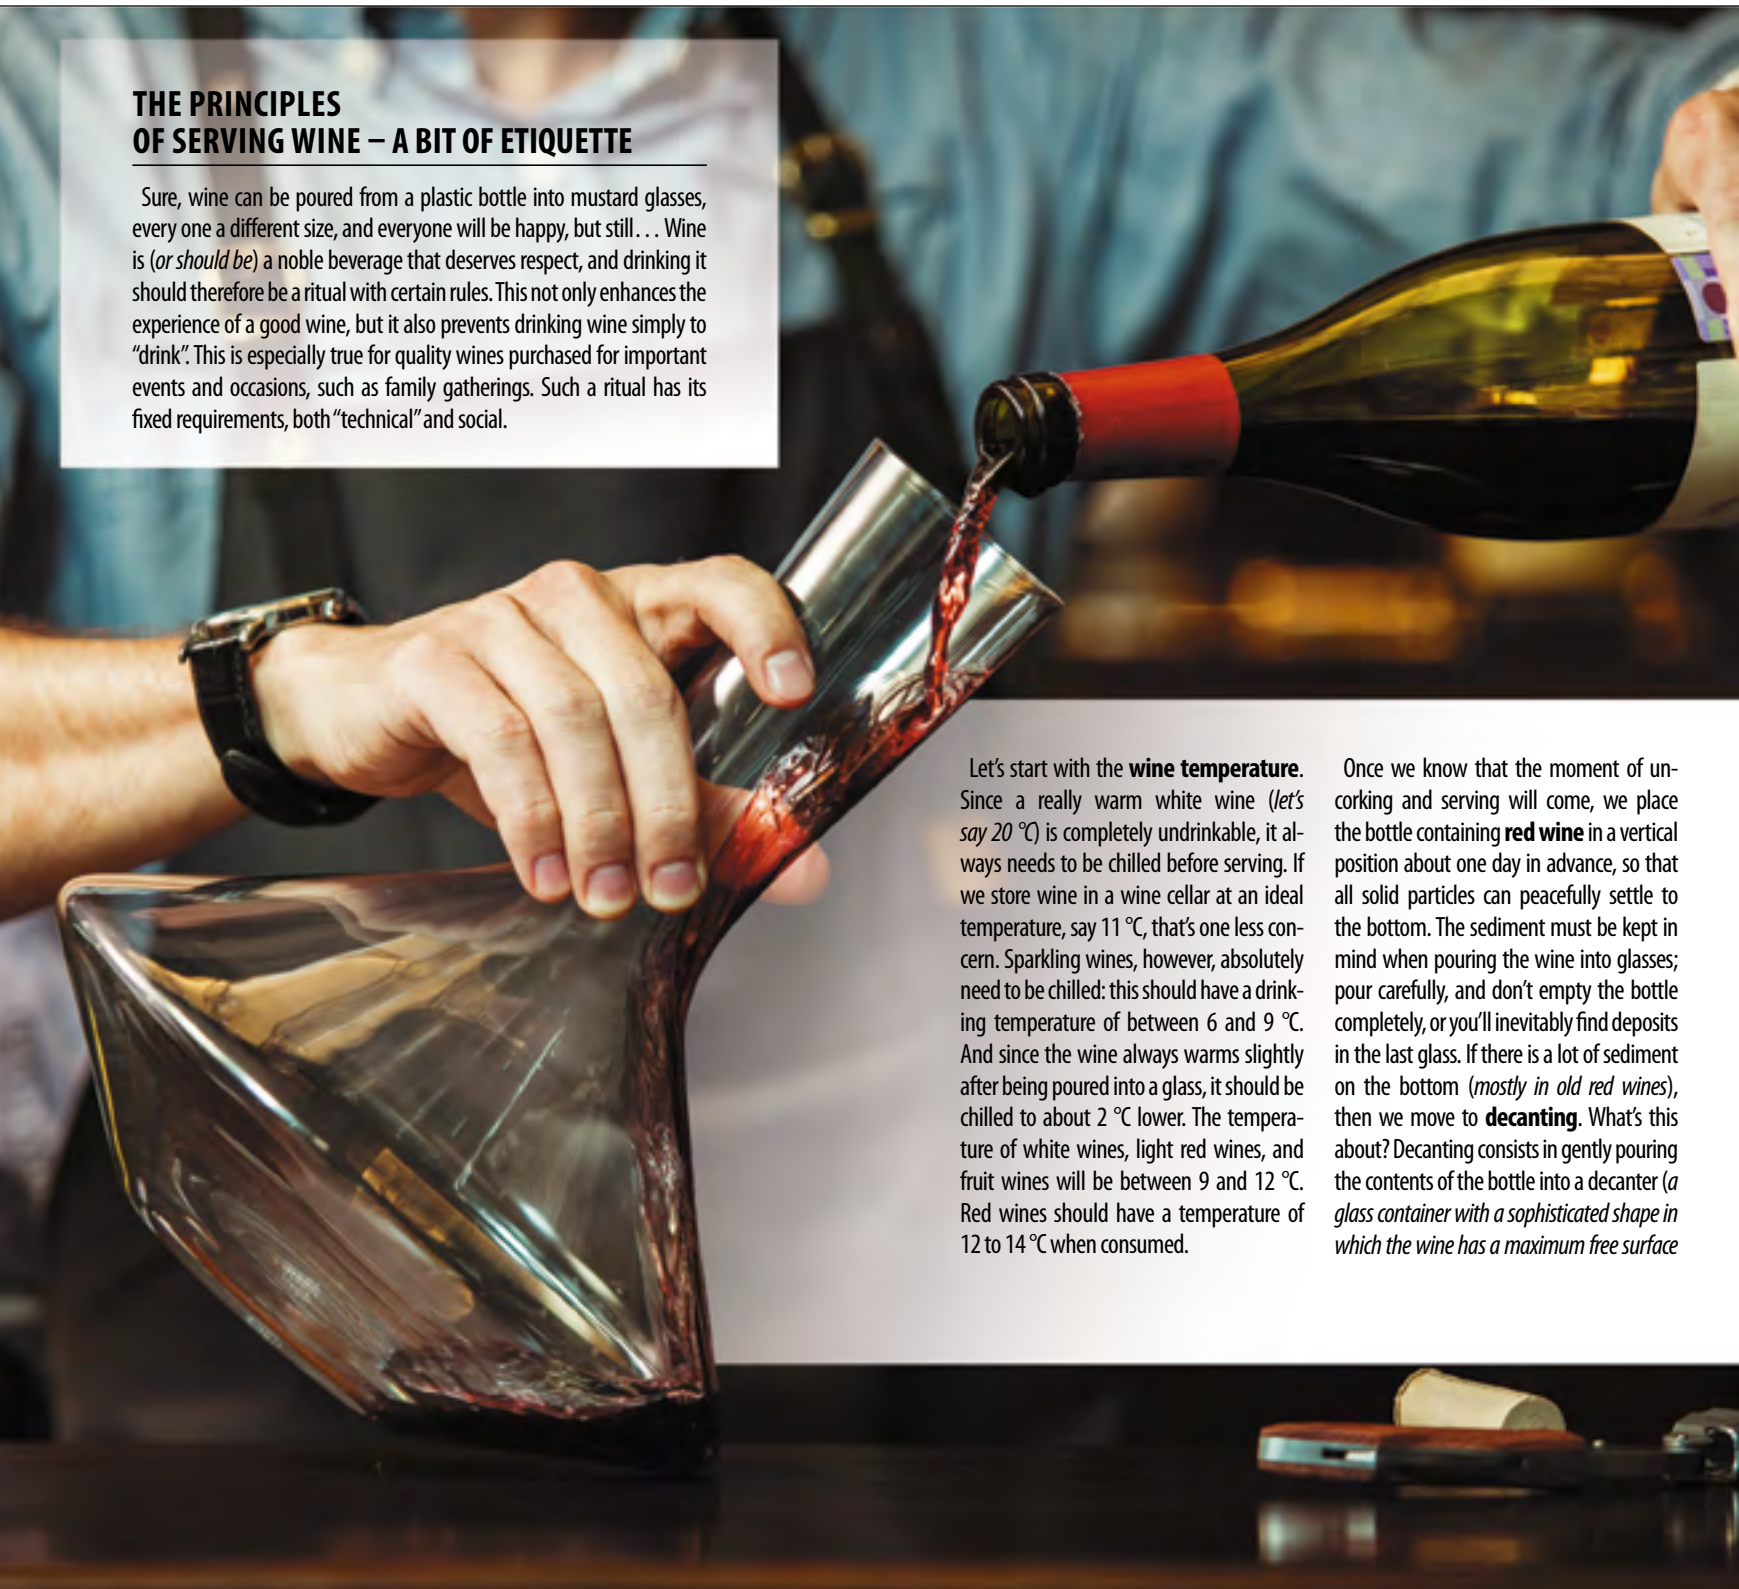 THE PRINCIPLES
OF SERVING WINE – A BIT OF ETIQUETTE
Sure, wine can be poured from a plastic bottle into mustard glasses,
every one a different size, and everyone will be happy, but still… Wine
is (or should be) a noble beverage that deserves respect, and drinking it
should therefore be a ritual with certain rules. This not only enhances the
experience of a good wine, but it also prevents drinking wine simply to
“drink”. This is especially true for quality wines purchased for important
events and occasions, such as family gatherings. Such a ritual has its
fixed requirements, both “technical” and social.
Let’s start with the wine temperature.
Since a really warm white wine (let’s
say 20 °C) is completely undrinkable, it al-
ways needs to be chilled before serving. If
we store wine in a wine cellar at an ideal
temperature, say 11 °C, that’s one less con-
cern. Sparkling wines, however, absolutely
need to be chilled: this should have a drink-
ing temperature of between 6 and 9 °C.
And since the wine always warms slightly
after being poured into a glass, it should be
chilled to about 2 °C lower. The tempera-
ture of white wines, light red wines, and
fruit wines will be between 9 and 12 °C.
Red wines should have a temperature of
12 to 14 °C when consumed.
Once we know that the moment of un-
corking and serving will come, we place
the bottle containing red wine in a vertical
position about one day in advance, so that
all solid particles can peacefully settle to
the bottom. The sediment must be kept in
mind when pouring the wine into glasses;
pour carefully, and don’t empty the bottle
completely, or you’ll inevitably find deposits
in the last glass. If there is a lot of sediment
on the bottom (mostly in old red wines),
then we move to decanting. What’s this
about? Decanting consists in gently pouring
the contents of the bottle into a decanter (a
glass container with a sophisticated shape in
which the wine has a maximum free surface